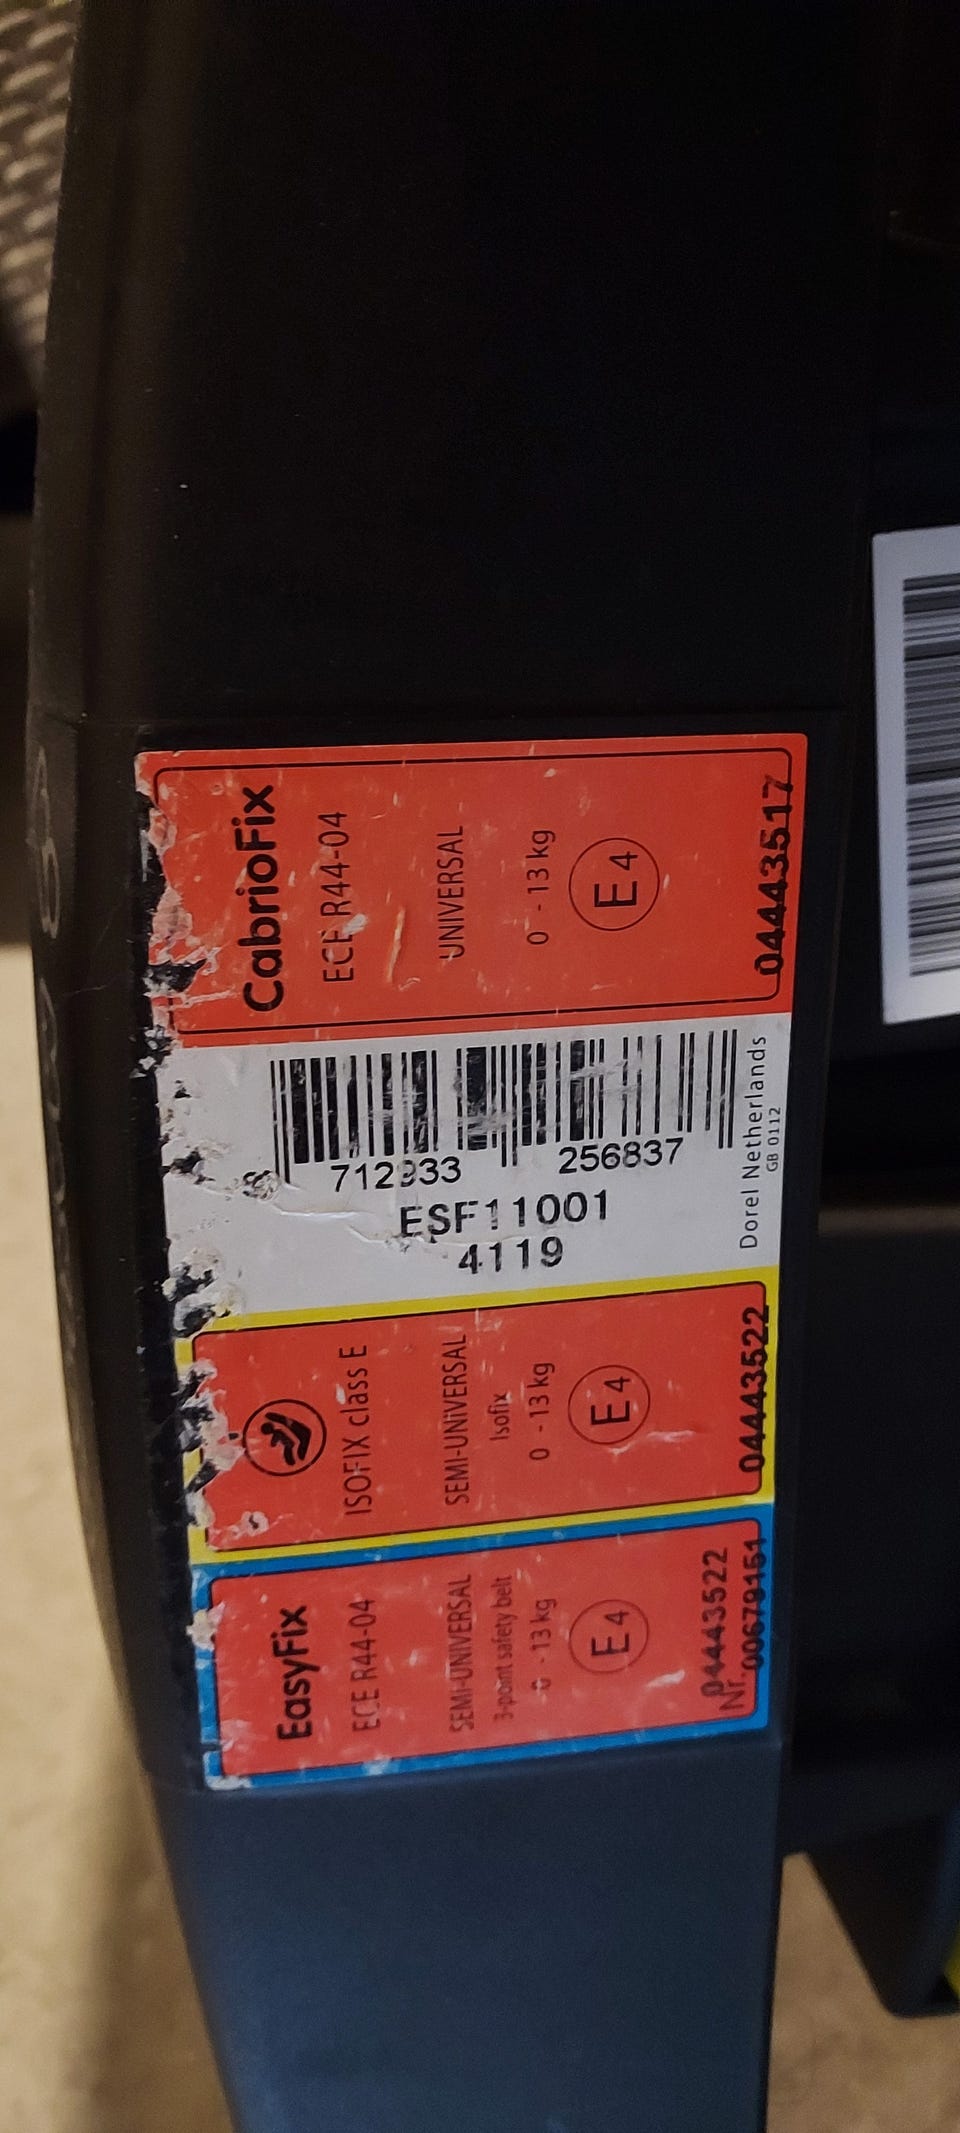 CabrioFix
ECE R44-04
UNIVERSAL
0 - 13 kg
E4
04443517
8 712933 256837
ESF11001
4119
Dorel Netherlands
GB 0112
ISOFIX class E
SEMI-UNIVERSAL
Isofix
0 - 13 kg
E4
04443522
EasyFix
ECE R44-04
SEMI-UNIVERSAL
3-point safety belt
0 - 13 kg
E4
04443522
Nr. 00679151